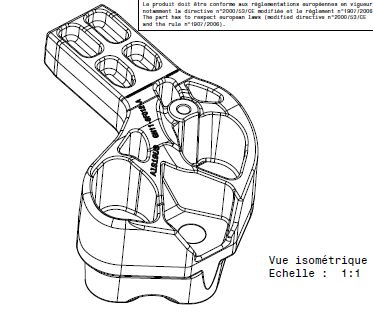 Le produit doit être conforme aux réglementations européennes en vigueur
notamment la directive n°2000/53/CE modifiée et le règlement n°1907/2006
The part has to respect european laws (modified directive n°2000/53/CE
and the rule n°1907/2006).
Vue isométrique
Echelle : 1:1